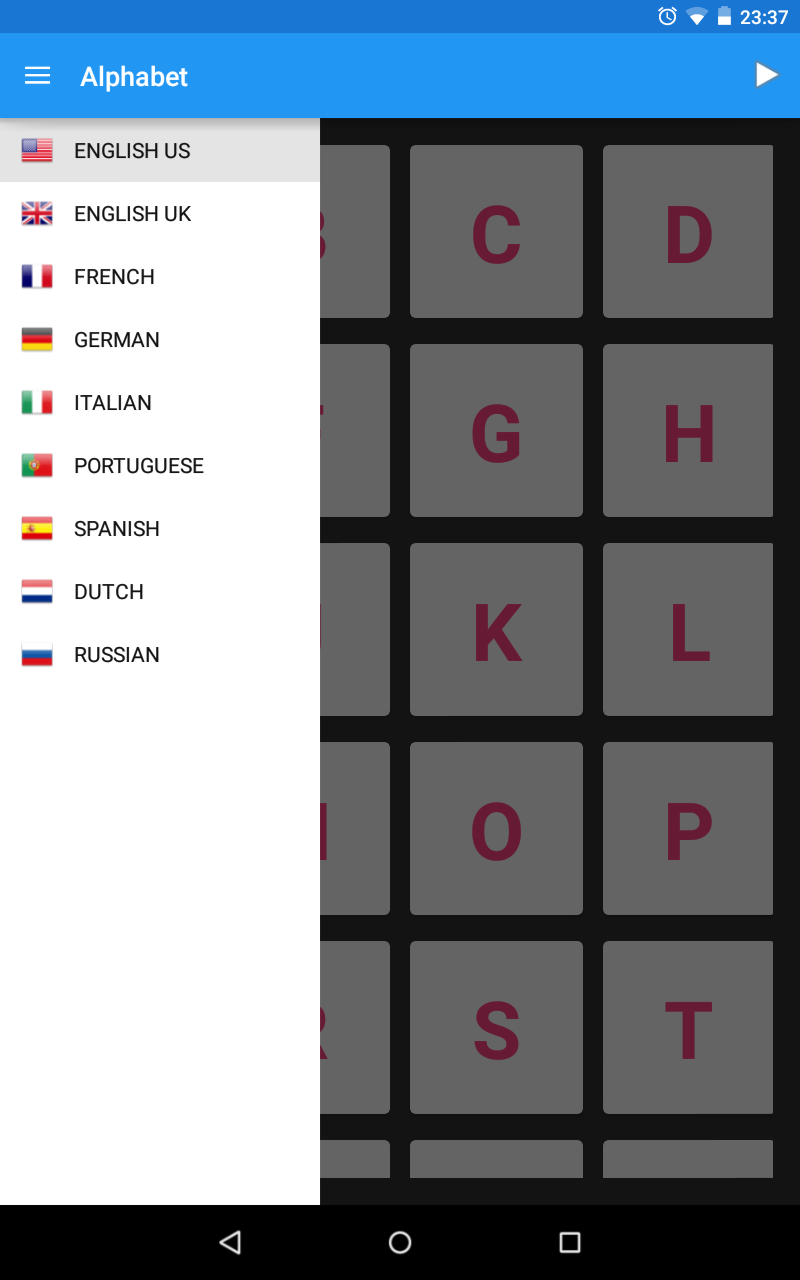 23:37
Alphabet
ENGLISH US
ENGLISH UK
FRENCH
GERMAN
ITALIAN
PORTUGUESE
SPANISH
DUTCH
RUSSIAN
C D
G H
K L
O P
S T